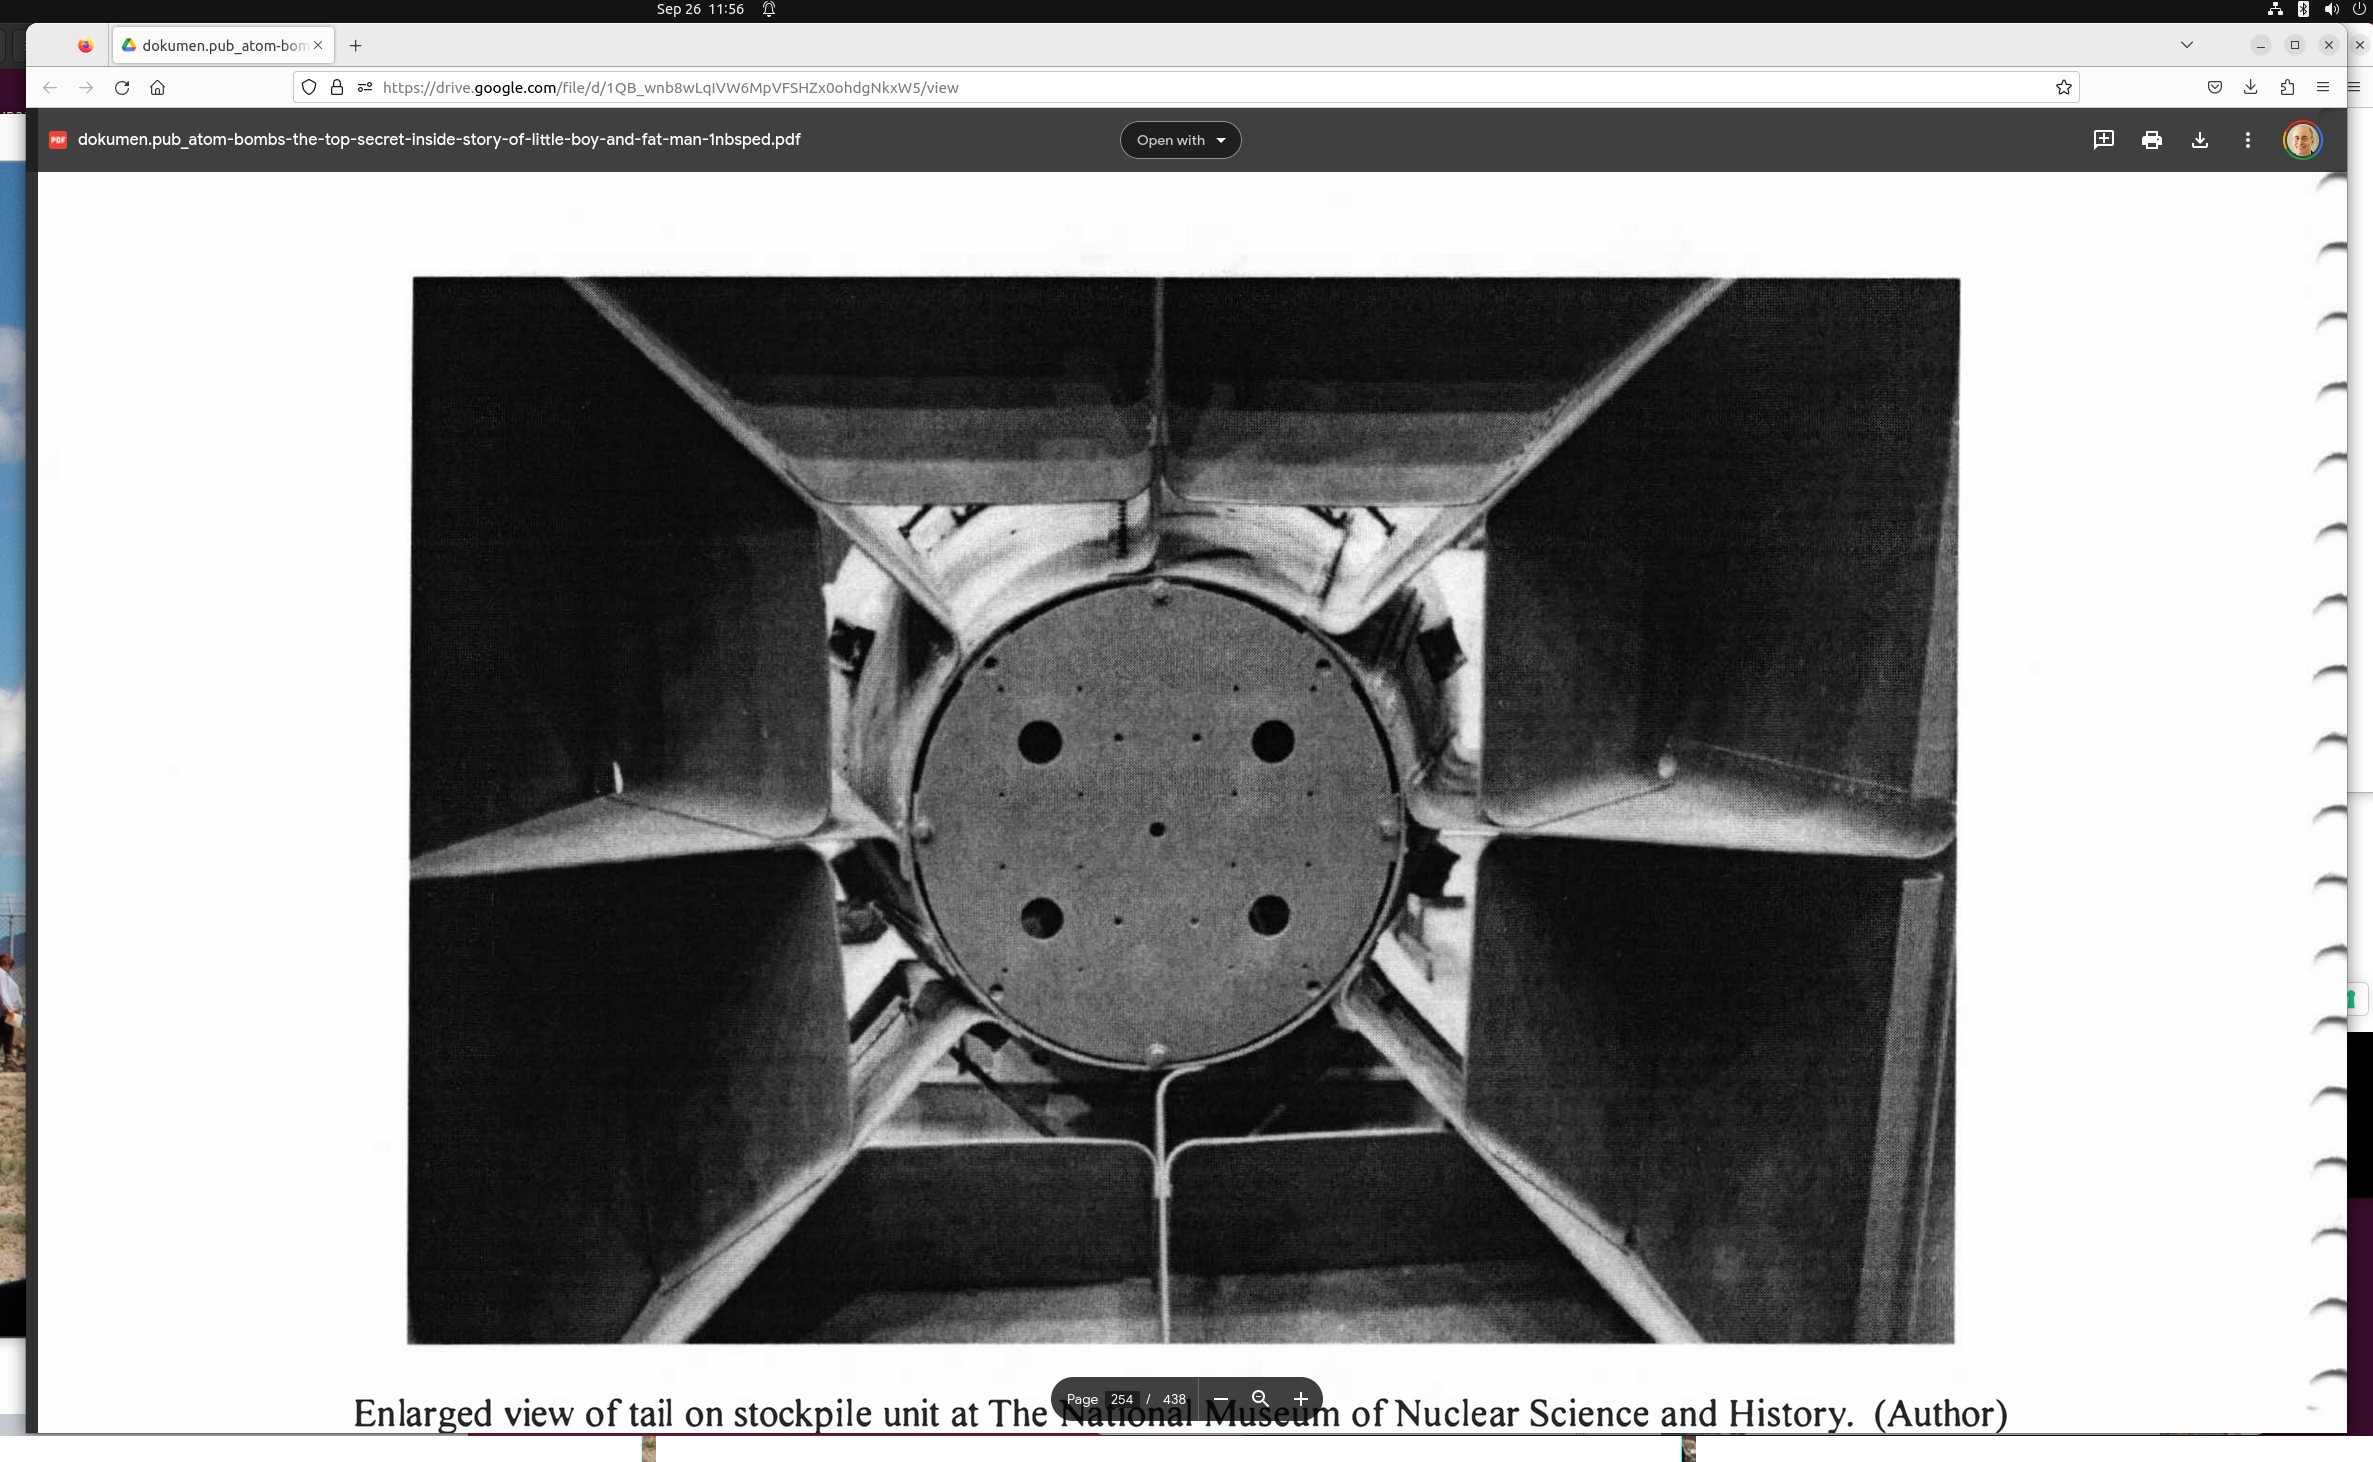 Sep 26 11:56
dokumen.pub_atom-bom
https://drive.google.com/file/d/1QB_wnb8wLqIVW6MpVFSHZx0ohdgNkxW5/view
PDF dokumen.pub_atom-bombs-the-top-secret-inside-story-of-little-boy-and-fat-man-1nbsped.pdf
Open with
Page 254 / 438
Enlarged view of tail on stockpile unit at The National Museum of Nuclear Science and History. (Author)